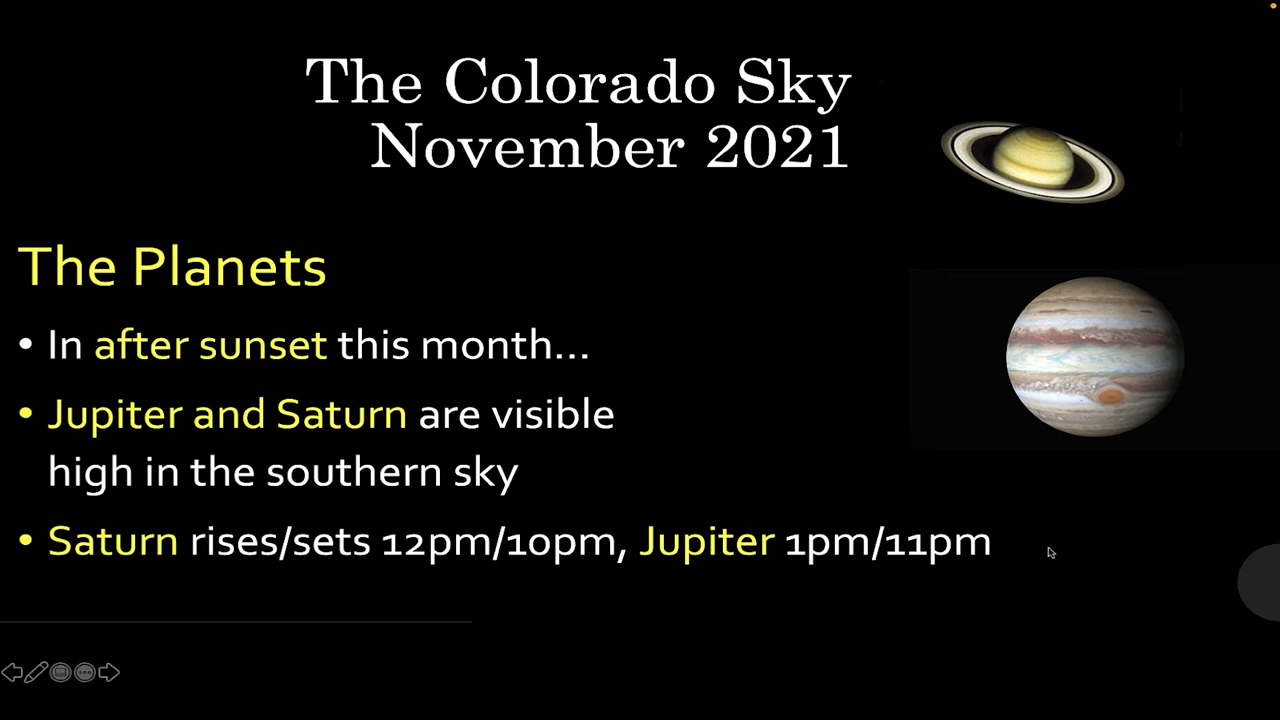 The Colorado Sky
November 2021
The Planets
• In after sunset this month...
• Jupiter and Saturn are visible
high in the southern sky
• Saturn rises/sets 12pm/10pm, Jupiter 1pm/11pm